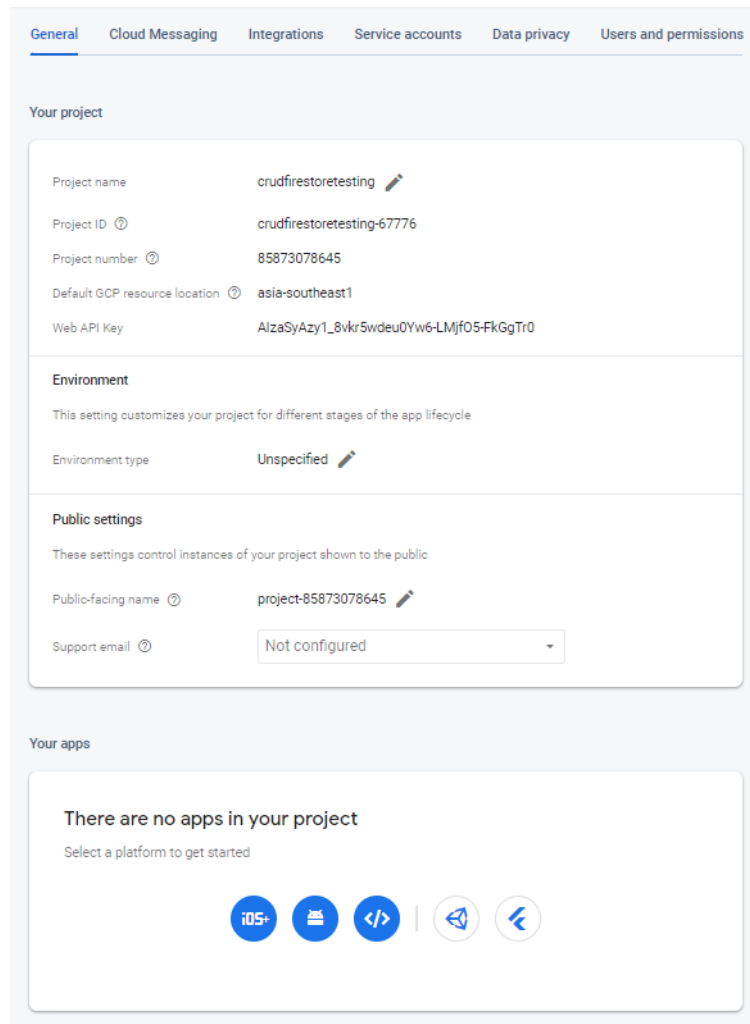 General Cloud Messaging Integrations Service accounts Data privacy Users and permissions
Your project
Project name crudfirestoretesting
Project ID crudfirestoretesting-67776
Project number 85873078645
Default GCP resource location asia-southeast1
Web API Key AIzaSyAzy1_8vkr5wdeu0Yw6-LMjfO5-FkGgTr0
Environment
This setting customizes your project for different stages of the app lifecycle
Environment type Unspecified
Public settings
These settings control instances of your project shown to the public
Public-facing name project-85873078645
Support email Not configured
Your apps
There are no apps in your project
Select a platform to get started
iOS+